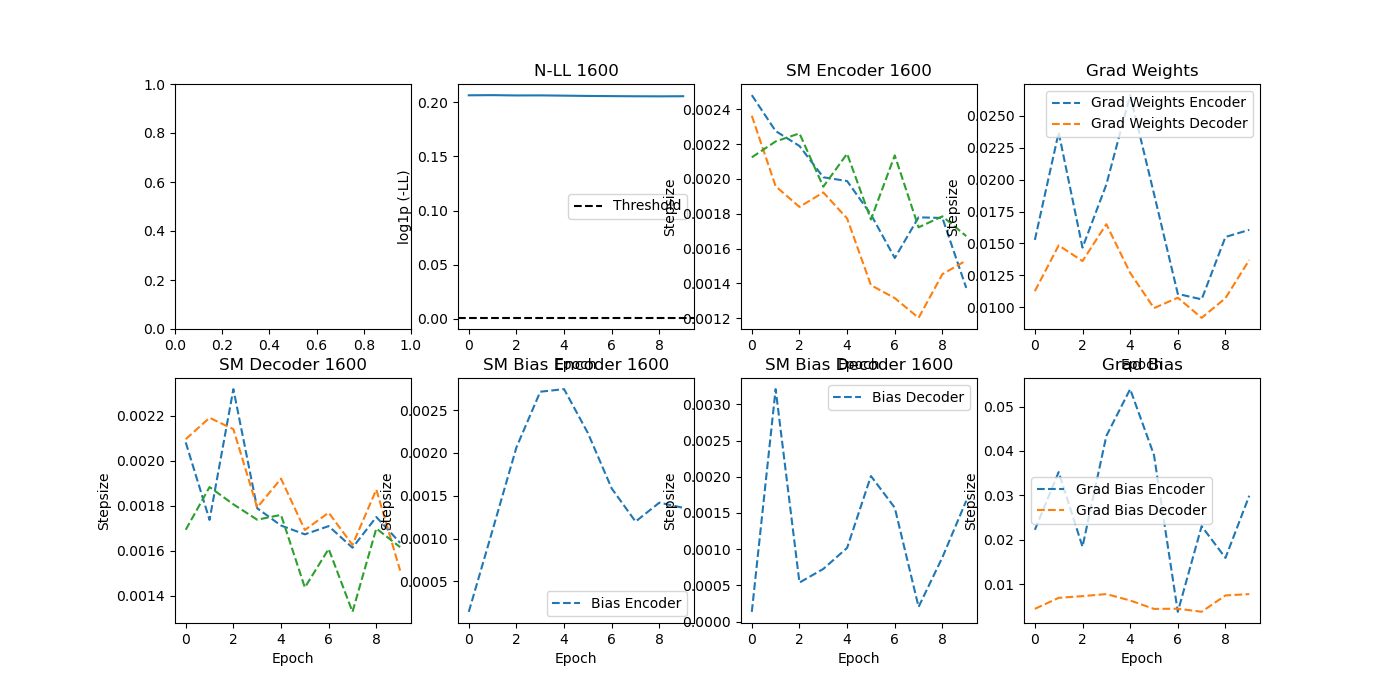 N-LL 1600
SM Encoder 1600
Grad Weights
1.0
0.8
0.6
0.4
0.2
0.0
0.0 0.2 0.4 0.6 0.8 1.0
log1p (-LL)
0.20
0.15
0.10
0.05
0.00
Threshold
0 2 4 6 8
Epoch
Stepsize
0.0024
0.0022
0.0020
0.0018
0.0016
0.0014
0.0012
0 2 4 6 8
Epoch
Stepsize
0.0250
0.0225
0.0200
0.0175
0.0150
0.0125
0.0100
Grad Weights Encoder
Grad Weights Decoder
0 2 4 6 8
Epoch
SM Decoder 1600
SM Bias Encoder 1600
SM Bias Decoder 1600
Grad Bias
Stepsize
0.0022
0.0020
0.0018
0.0016
0.0014
0 2 4 6 8
Epoch
Stepsize
0.0025
0.0020
0.0015
0.0010
0.0005
Bias Encoder
0 2 4 6 8
Epoch
Stepsize
0.0030
0.0025
0.0020
0.0015
0.0010
0.0005
0.0000
Bias Decoder
0 2 4 6 8
Epoch
Stepsize
0.05
0.04
0.03
0.02
0.01
Grad Bias Encoder
Grad Bias Decoder
0 2 4 6 8
Epoch